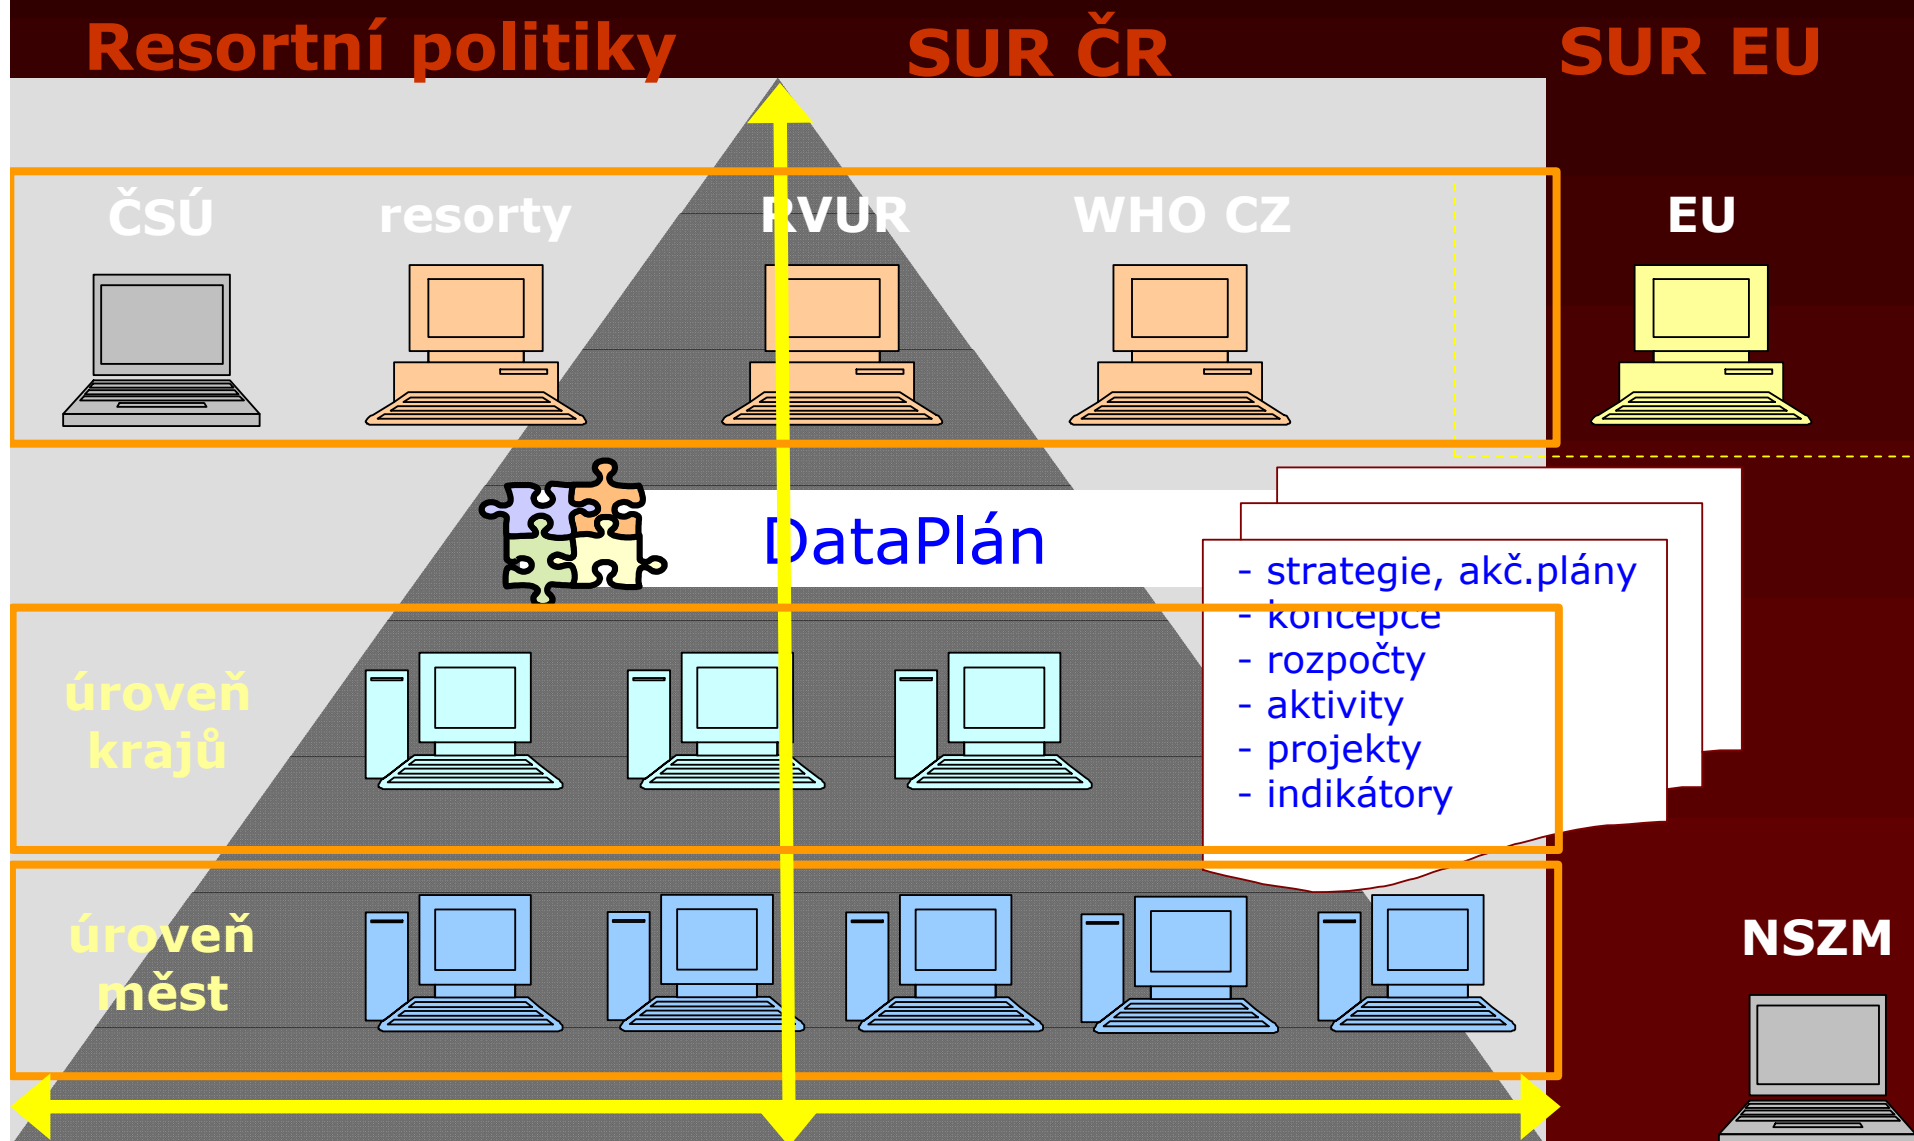 Resortní politiky SUR ČR SUR EU
ČSÚ resorty RVUR WHO CZ EU
DataPlán
- strategie, akč.plány
- koncepce
- rozpočty
- aktivity
- projekty
- indikátory
úroveň
krajů
úroveň
měst
NSZM